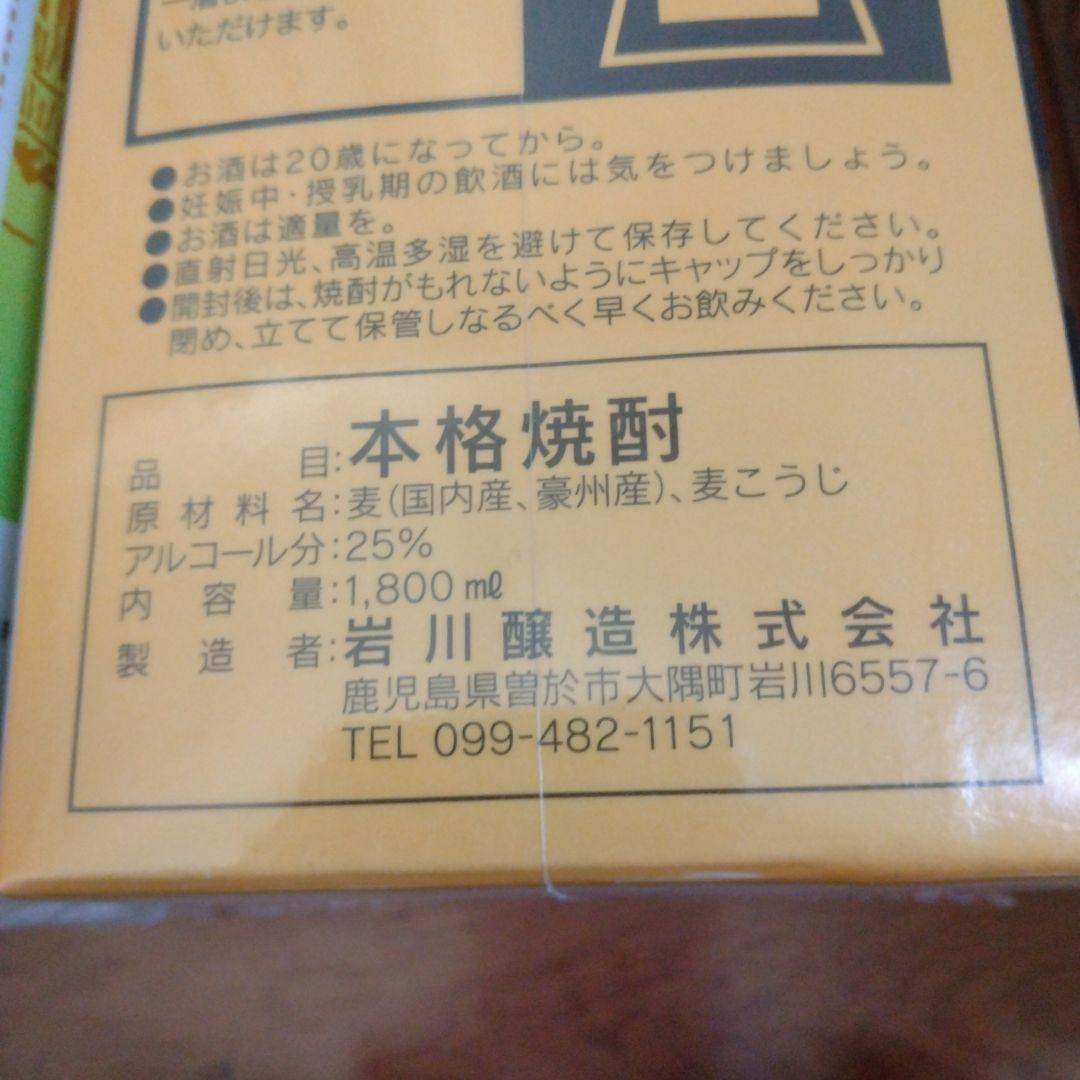 いただけます。
●お酒は20歳になってから。
●妊娠中・授乳期の飲酒には気をつけましょう。
●お酒は適量を。
●直射日光、高温多湿を避けて保存してください。
●開封後は、焼酎がもれないようにキャップをしっかり
閉め、立てて保管しなるべく早くお飲みください。
品目:本格焼酎
原材料名:麦(国内産、豪州産)、麦こうじ
アルコール分:25%
内容量:1,800㎖
製造者:岩川醸造株式会社
鹿児島県曽於市大隅町岩川6557-6
TEL 099-482-1151